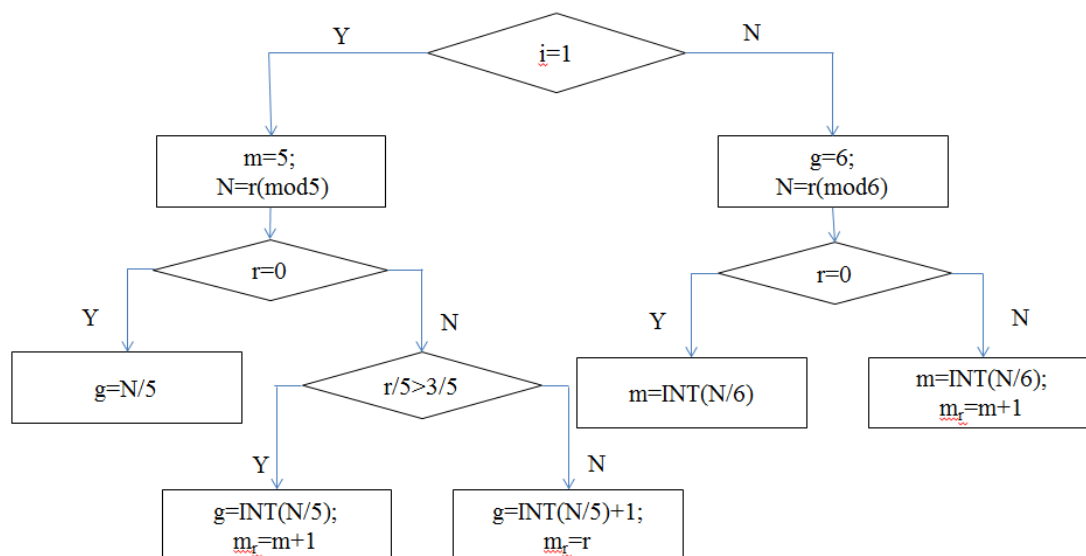 Y
i=1
N
m=5;
N=r(mod5)
g=6;
N=r(mod6)
r=0
r=0
Y
N
Y
N
g=N/5
r/5>3/5
m=INT(N/6)
m=INT(N/6);
mᵣ=m+1
Y
N
g=INT(N/5);
mᵣ=m+1
g=INT(N/5)+1;
mᵣ=r